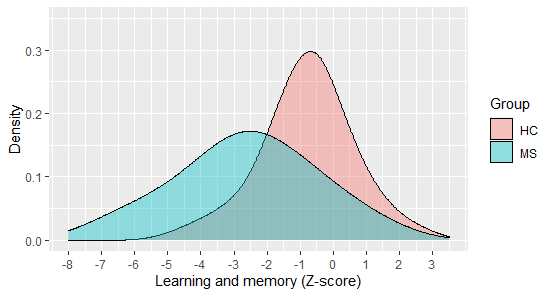 0.3
0.2
0.1
0.0
Density
-8 -7 -6 -5 -4 -3 -2 -1 0 1 2 3
Learning and memory (Z-score)
Group
HC
MS